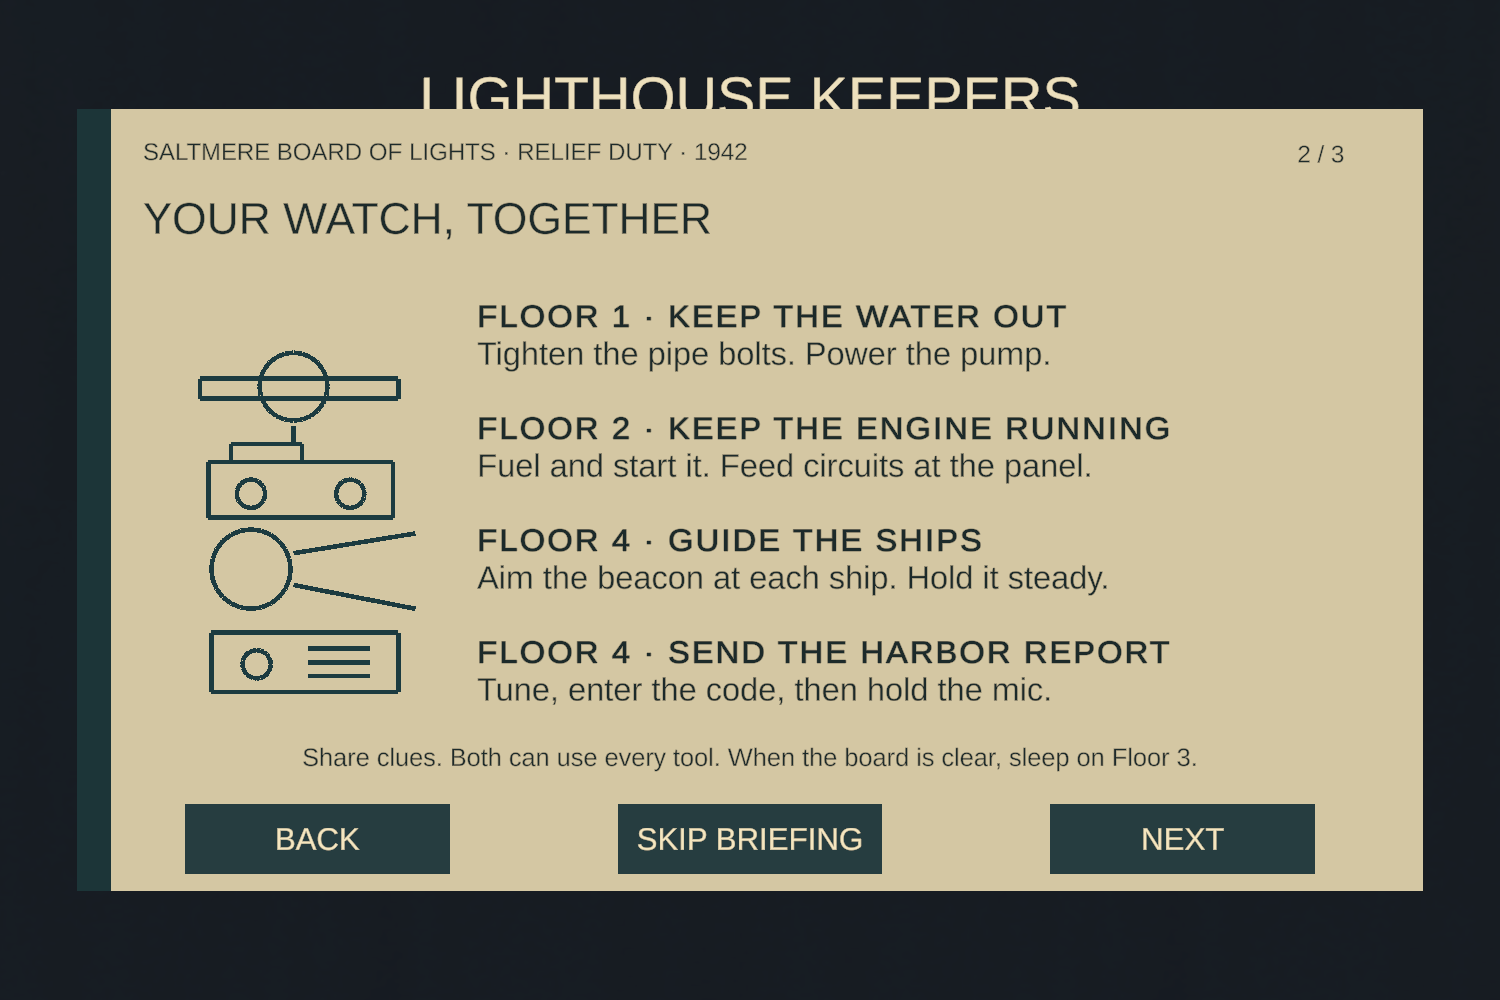 LIGHTHOUSE KEEPERS
SALTMERE BOARD OF LIGHTS · RELIEF DUTY · 1942
2 / 3
YOUR WATCH, TOGETHER
FLOOR 1 · KEEP THE WATER OUT
Tighten the pipe bolts. Power the pump.
FLOOR 2 · KEEP THE ENGINE RUNNING
Fuel and start it. Feed circuits at the panel.
FLOOR 4 · GUIDE THE SHIPS
Aim the beacon at each ship. Hold it steady.
FLOOR 4 · SEND THE HARBOR REPORT
Tune, enter the code, then hold the mic.
Share clues. Both can use every tool. When the board is clear, sleep on Floor 3.
BACK
SKIP BRIEFING
NEXT